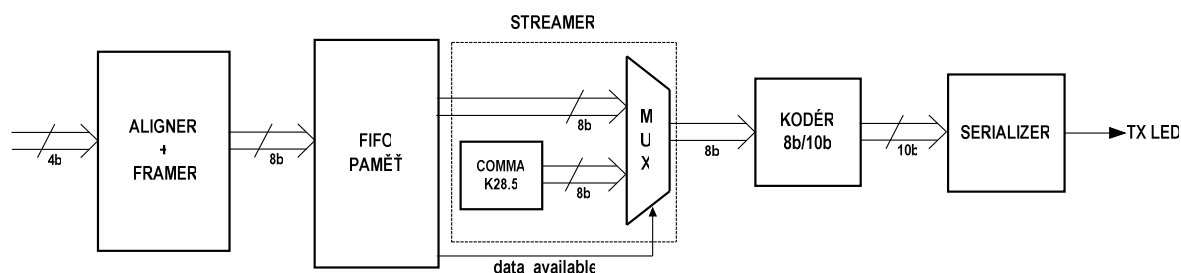 STREAMER
4b
ALIGNER
+
FRAMER
8b
FIFO
PAMĚŤ
8b
COMMA
K28.5
8b
MUX
8b
KODÉR
8b/10b
10b
SERIALIZER
TX LED
data available